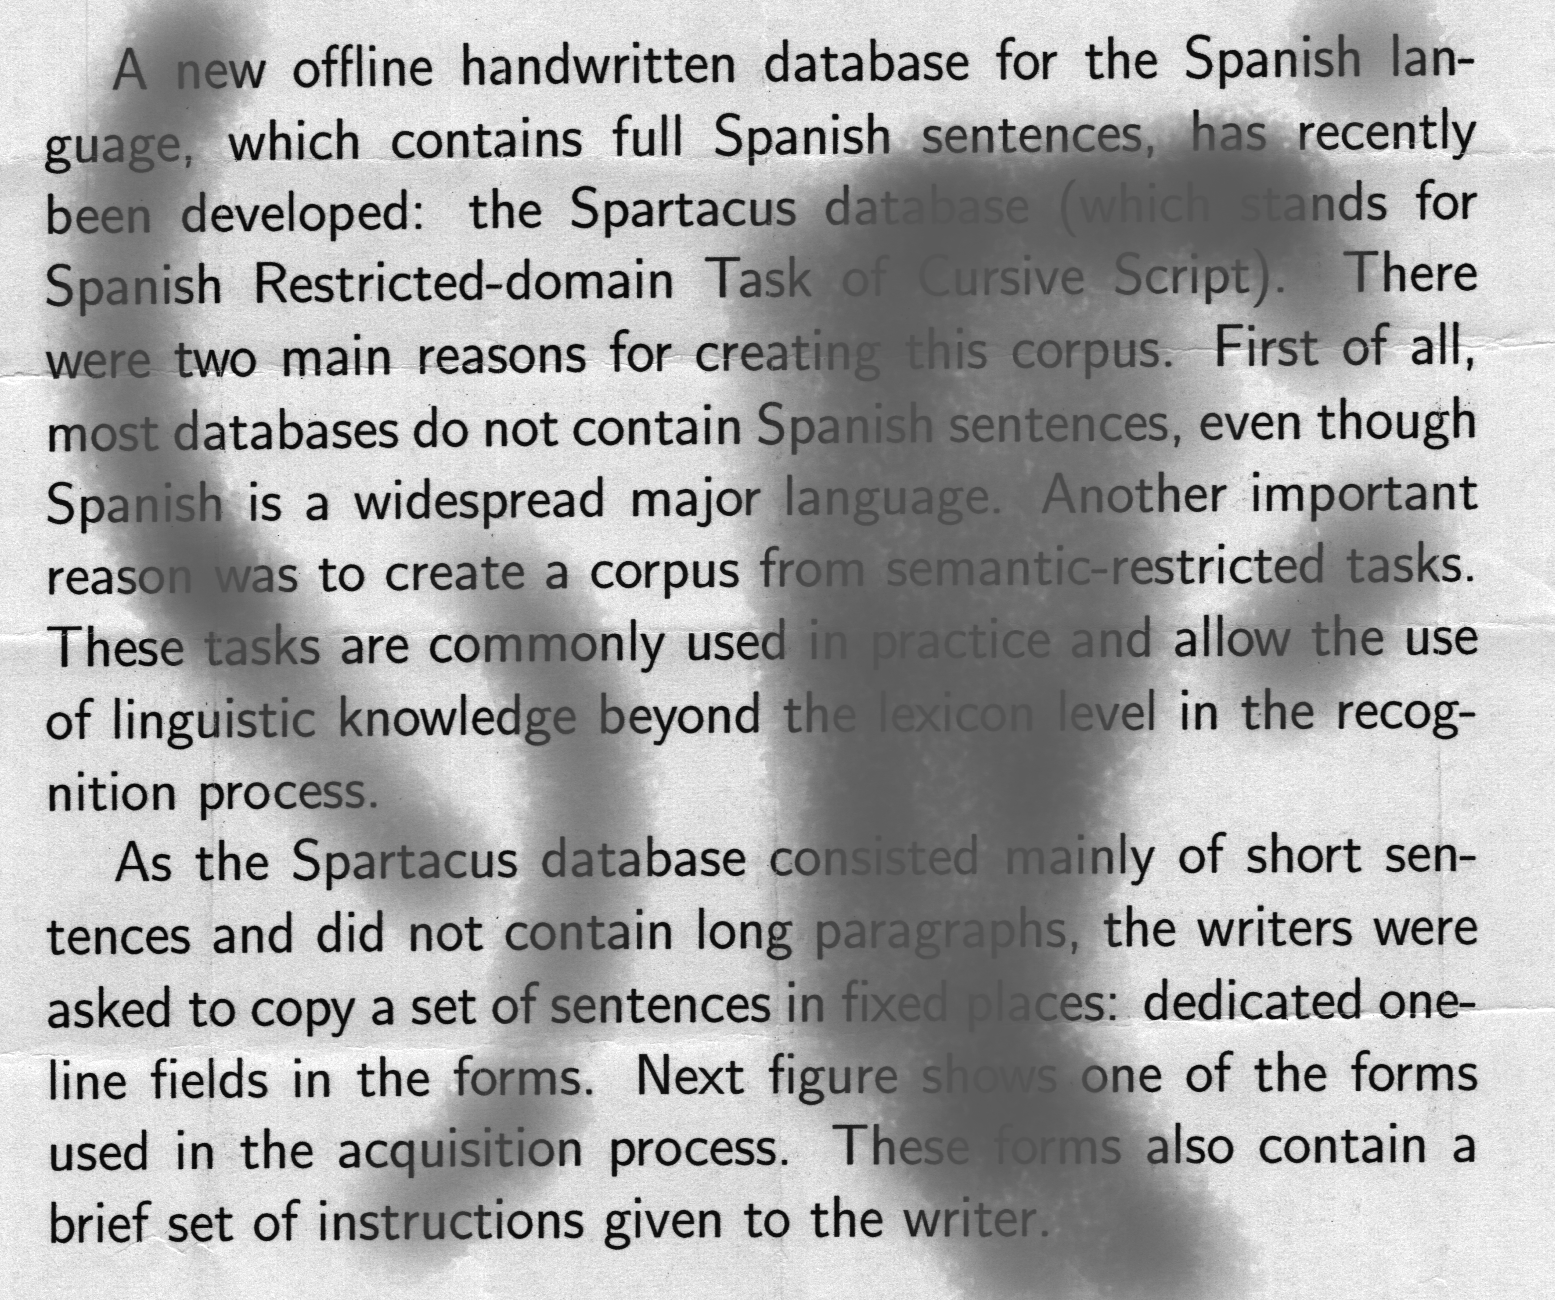 A new offline handwritten database for the Spanish lan-
guage, which contains full Spanish sentences, has recently
been developed: the Spartacus database (which stands for
Spanish Restricted-domain Task of Cursive Script). There
were two main reasons for creating this corpus. First of all,
most databases do not contain Spanish sentences, even though
Spanish is a widespread major language. Another important
reason was to create a corpus from semantic-restricted tasks.
These tasks are commonly used in practice and allow the use
of linguistic knowledge beyond the lexicon level in the recog-
nition process.
As the Spartacus database consisted mainly of short sen-
tences and did not contain long paragraphs, the writers were
asked to copy a set of sentences in fixed places: dedicated one-
line fields in the forms. Next figure shows one of the forms
used in the acquisition process. These forms also contain a
brief set of instructions given to the writer.